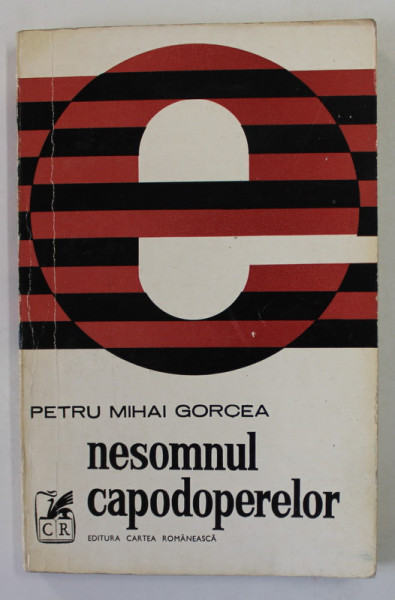 e
PETRU MIHAI GORCEA
nesomnul
capodoperelor
CR
EDITURA CARTEA ROMÂNEASCĂ